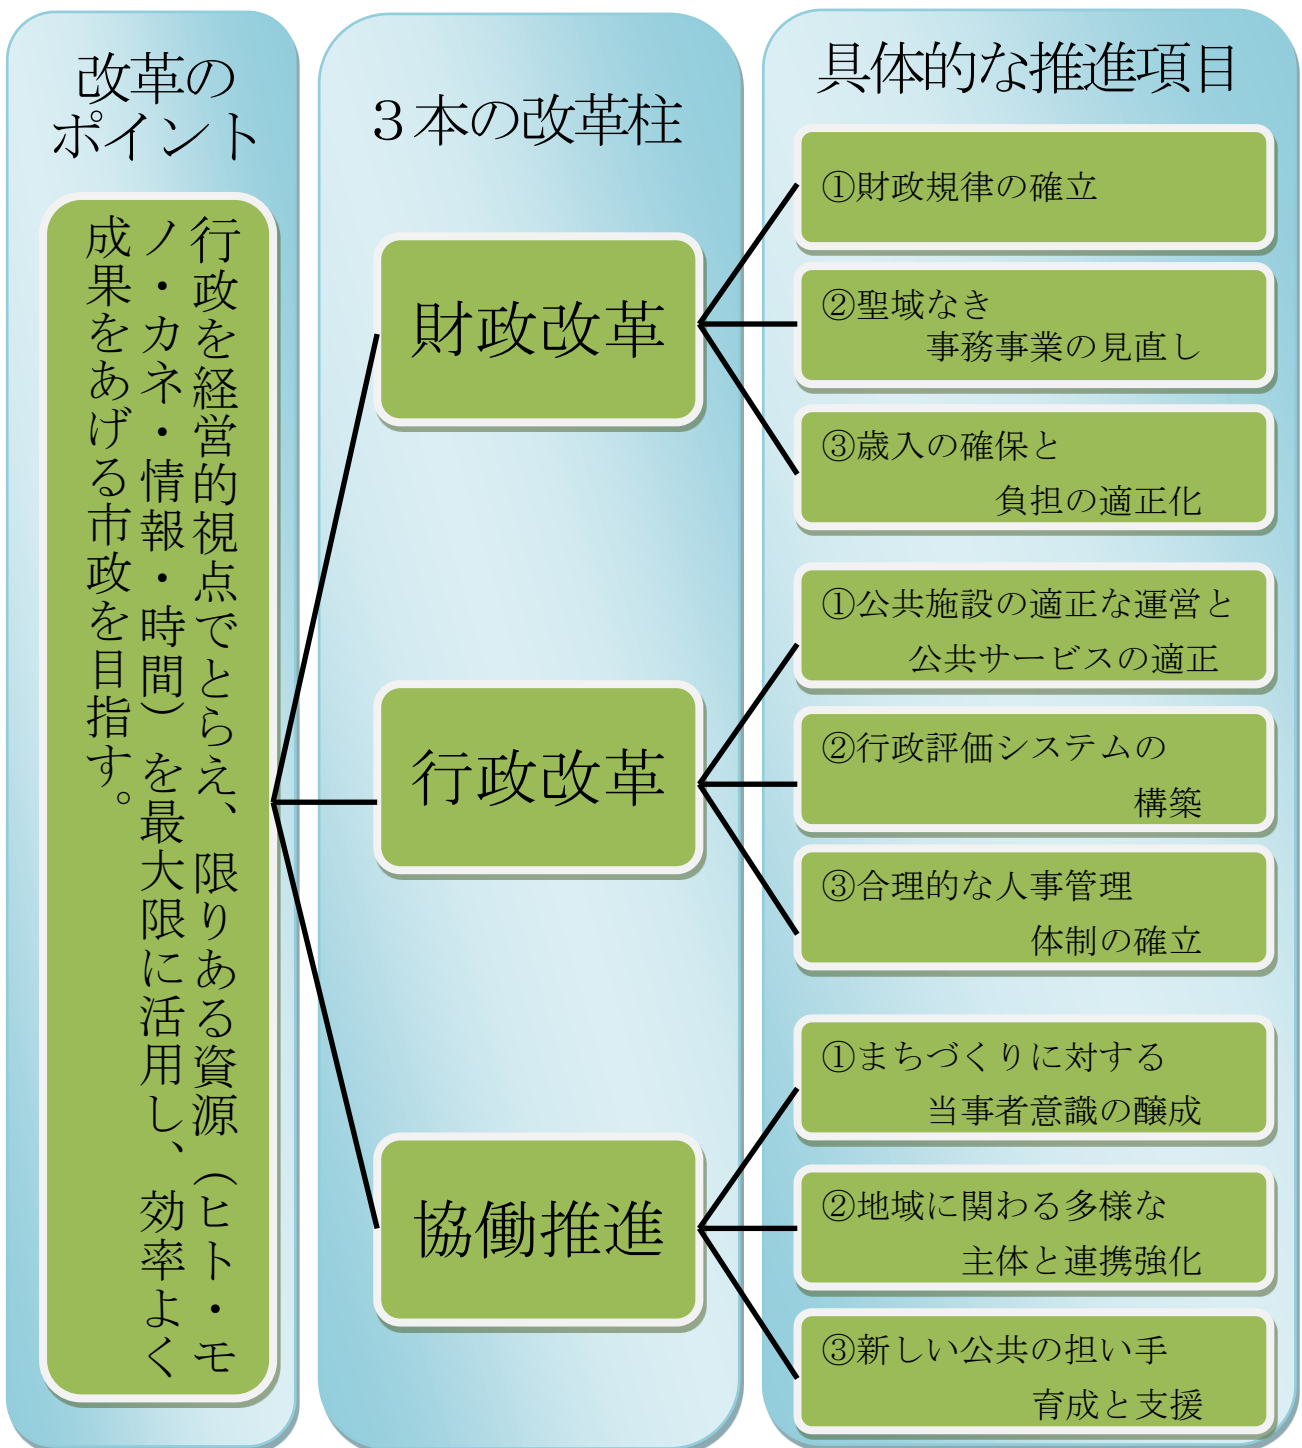 改革の
ポイント
行政を経営的視点でとらえ、限りある資源（ヒト・モ
ノ・カネ・情報・時間）を最大限に活用し、効率よく
成果をあげる市政を目指す。
３本の改革柱
財政改革
行政改革
協働推進
具体的な推進項目
①財政規律の確立
②聖域なき
事務事業の見直し
③歳入の確保と
負担の適正化
①公共施設の適正な運営と
公共サービスの適正
②行政評価システムの
構築
③合理的な人事管理
体制の確立
①まちづくりに対する
当事者意識の醸成
②地域に関わる多様な
主体と連携強化
③新しい公共の担い手
育成と支援